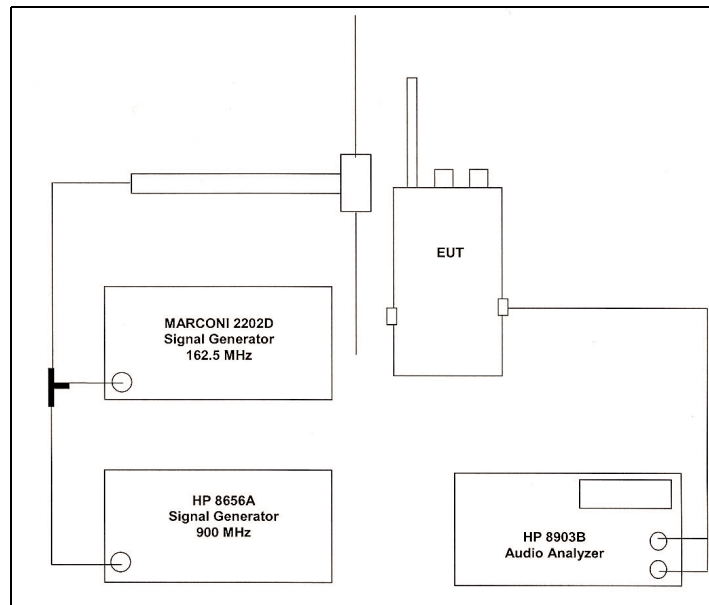 EUT
MARCONI 2202D
Signal Generator
162.5 MHz
HP 8656A
Signal Generator
900 MHz
HP 8903B
Audio Analyzer